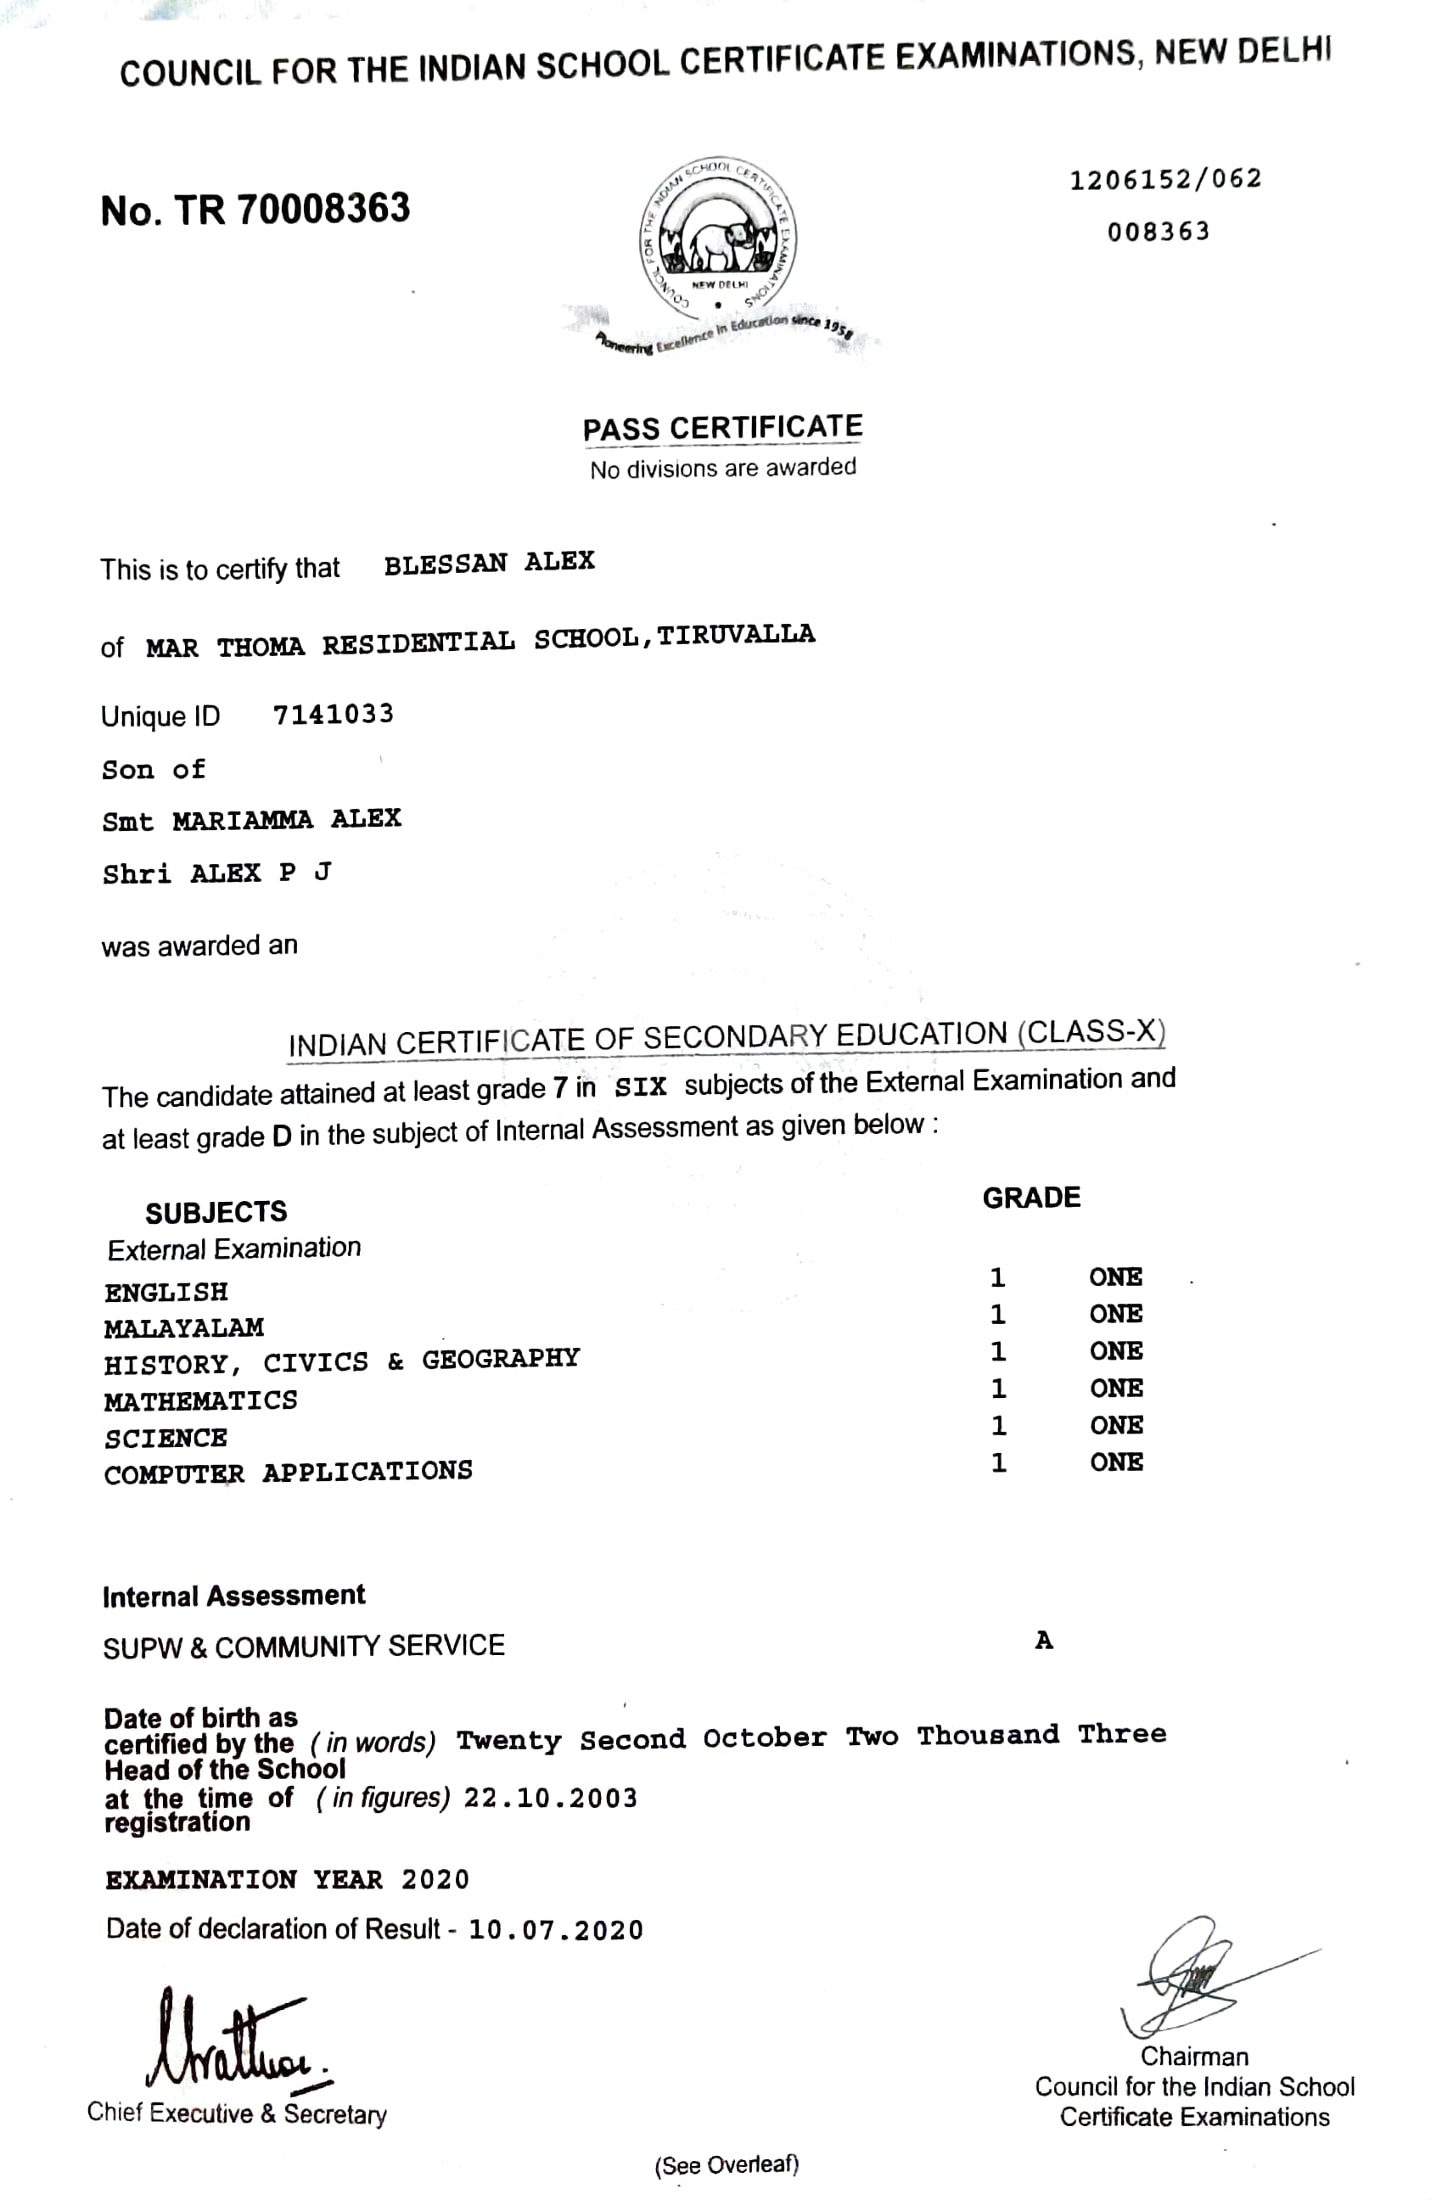 COUNCIL FOR THE INDIAN SCHOOL CERTIFICATE EXAMINATIONS, NEW DELHI
No. TR 70008363
1206152/062
008363
COUNCIL FOR THE INDIAN SCHOOL CERTIFICATE EXAMINATIONS
NEW DELHI
Pioneering Excellence In Education since 1958
PASS CERTIFICATE
No divisions are awarded
This is to certify that BLESSAN ALEX
of MAR THOMA RESIDENTIAL SCHOOL,TIRUVALLA
Unique ID 7141033
Son of
Smt MARIAMMA ALEX
Shri ALEX P J
was awarded an
INDIAN CERTIFICATE OF SECONDARY EDUCATION (CLASS-X)
The candidate attained at least grade 7 in SIX subjects of the External Examination and
at least grade D in the subject of Internal Assessment as given below :
SUBJECTS GRADE
External Examination
ENGLISH 1 ONE
MALAYALAM 1 ONE
HISTORY, CIVICS & GEOGRAPHY 1 ONE
MATHEMATICS 1 ONE
SCIENCE 1 ONE
COMPUTER APPLICATIONS 1 ONE
Internal Assessment
SUPW & COMMUNITY SERVICE A
Date of birth as
certified by the ( in words) Twenty Second October Two Thousand Three
Head of the School
at the time of ( in figures) 22.10.2003
registration
EXAMINATION YEAR 2020
Date of declaration of Result - 10.07.2020
Chief Executive & Secretary
Chairman
Council for the Indian School
Certificate Examinations
(See Overleaf)